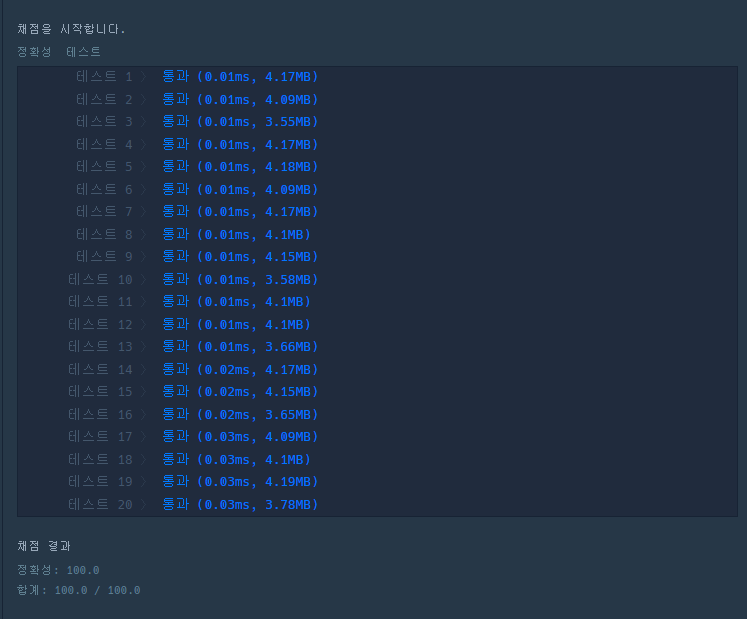 채점을 시작합니다.
정확성 테스트
테스트 1 〉 통과 (0.01ms, 4.17MB)
테스트 2 〉 통과 (0.01ms, 4.09MB)
테스트 3 〉 통과 (0.01ms, 3.55MB)
테스트 4 〉 통과 (0.01ms, 4.17MB)
테스트 5 〉 통과 (0.01ms, 4.18MB)
테스트 6 〉 통과 (0.01ms, 4.09MB)
테스트 7 〉 통과 (0.01ms, 4.17MB)
테스트 8 〉 통과 (0.01ms, 4.1MB)
테스트 9 〉 통과 (0.01ms, 4.15MB)
테스트 10 〉 통과 (0.01ms, 3.58MB)
테스트 11 〉 통과 (0.01ms, 4.1MB)
테스트 12 〉 통과 (0.01ms, 4.1MB)
테스트 13 〉 통과 (0.01ms, 3.66MB)
테스트 14 〉 통과 (0.02ms, 4.17MB)
테스트 15 〉 통과 (0.02ms, 4.15MB)
테스트 16 〉 통과 (0.02ms, 3.65MB)
테스트 17 〉 통과 (0.03ms, 4.09MB)
테스트 18 〉 통과 (0.03ms, 4.1MB)
테스트 19 〉 통과 (0.03ms, 4.19MB)
테스트 20 〉 통과 (0.03ms, 3.78MB)
채점 결과
정확성: 100.0
합계: 100.0 / 100.0